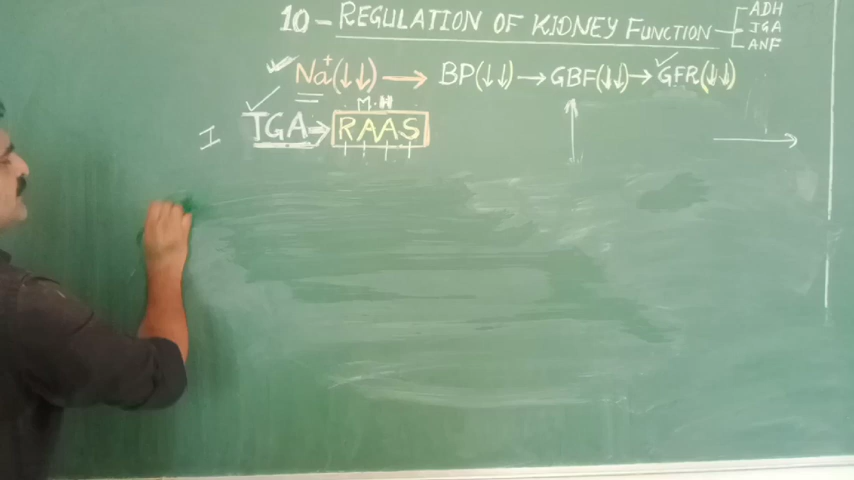 10 - REGULATION OF KIDNEY FUNCTION
ADH
JGA
ANF
Na+ (↓↓) → BP(↓↓) → GBF(↓↓) → GFR(↓↓)
M.H
I JGA → RAAS